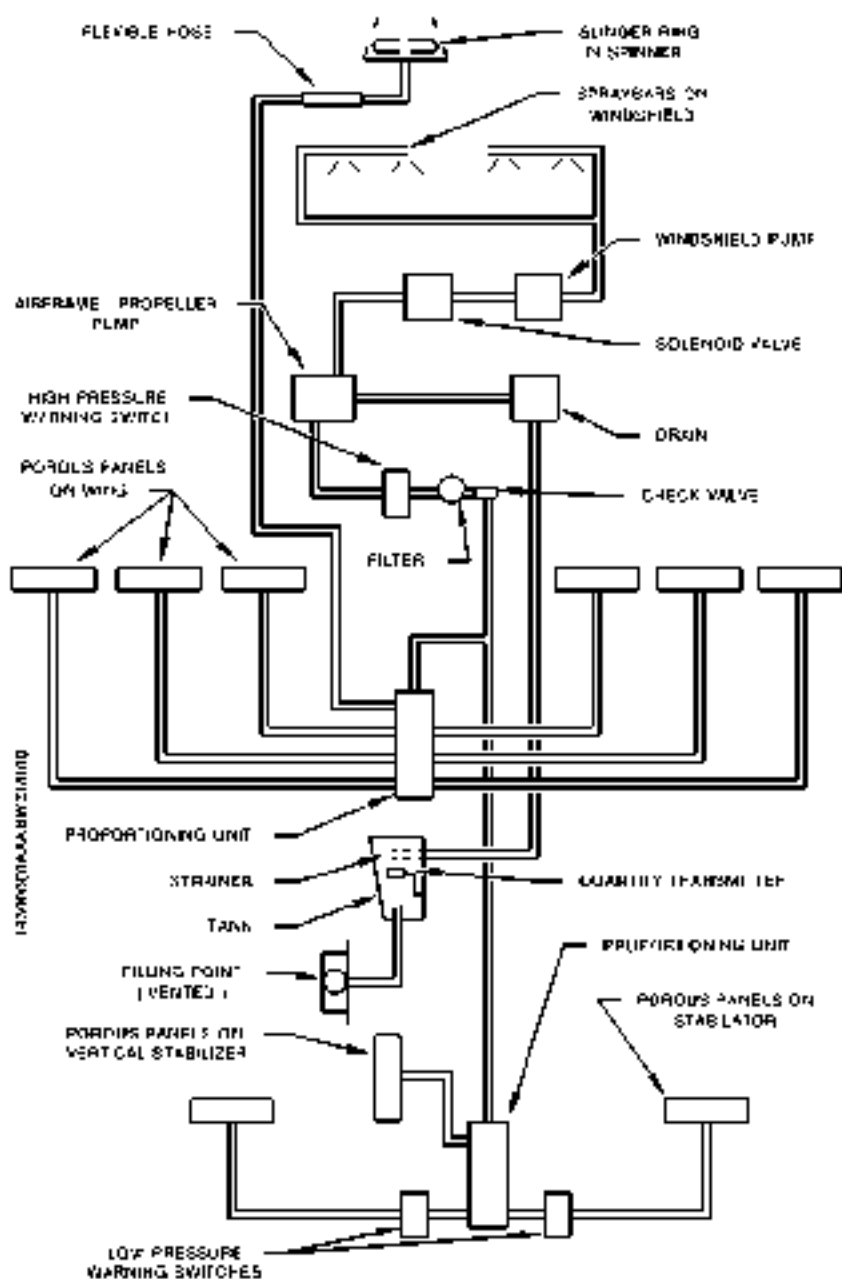 FLEXIBLE HOSE
SLINGER RING
IN SPINNER
SPRAYBARS ON
WINDSHIELD
WINDSHIELD PUMP
AIRFRAME PROPELLER
PUMP
SOLENOID VALVE
HIGH PRESSURE
WARNING SWITCH
DRAIN
POROUS PANELS
ON WING
CHECK VALVE
FILTER
PROPORTIONING UNIT
STRAINER
QUANTITY TRANSMITTER
TANK
PROPORTIONING UNIT
FILLING POINT
(VENTED)
POROUS PANELS ON
STABILATOR
POROUS PANELS ON
VERTICAL STABILIZER
LOW PRESSURE
WARNING SWITCHES